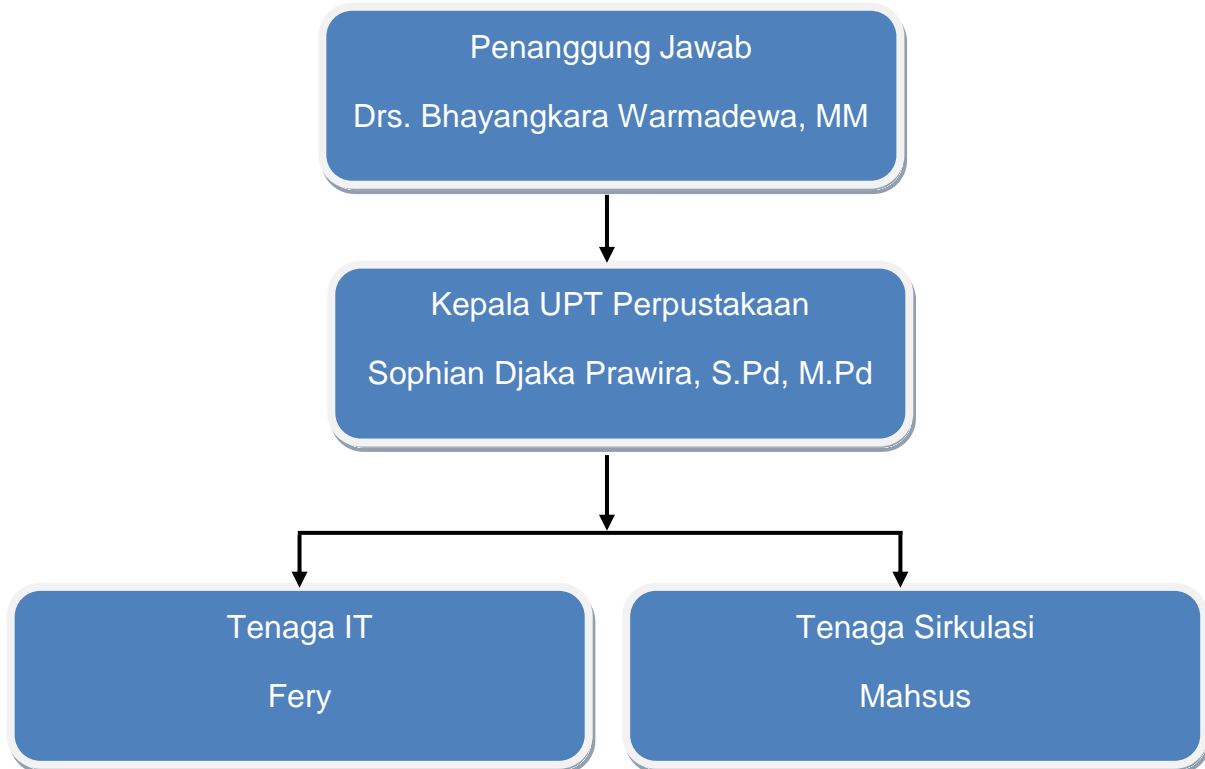 Penanggung Jawab
Drs. Bhayangkara Warmadewa, MM
Kepala UPT Perpustakaan
Sophian Djaka Prawira, S.Pd, M.Pd
Tenaga IT
Fery
Tenaga Sirkulasi
Mahsus